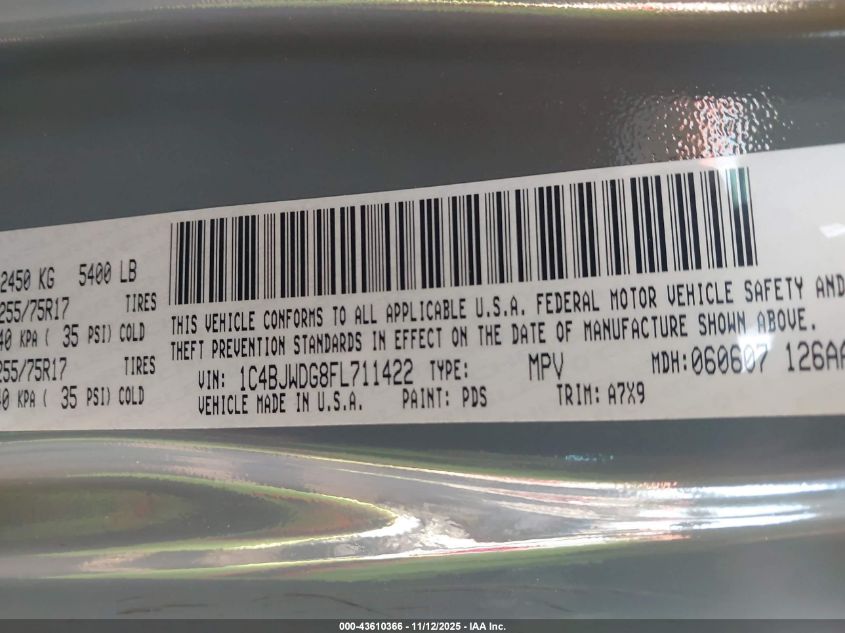 2450 KG 5400 LB
255/75R17 TIRES
40 KPA ( 35 PSI) COLD
255/75R17 TIRES
40 KPA ( 35 PSI) COLD
THIS VEHICLE CONFORMS TO ALL APPLICABLE U.S.A. FEDERAL MOTOR VEHICLE SAFETY AND
THEFT PREVENTION STANDARDS IN EFFECT ON THE DATE OF MANUFACTURE SHOWN ABOVE.
VIN: 1C4BJWDG8FL711422 TYPE: MPV MDH:060607 126AA
VEHICLE MADE IN U.S.A. PAINT: PDS TRIM: A7X9
000-43610366 - 11/12/2025 - IAA Inc.